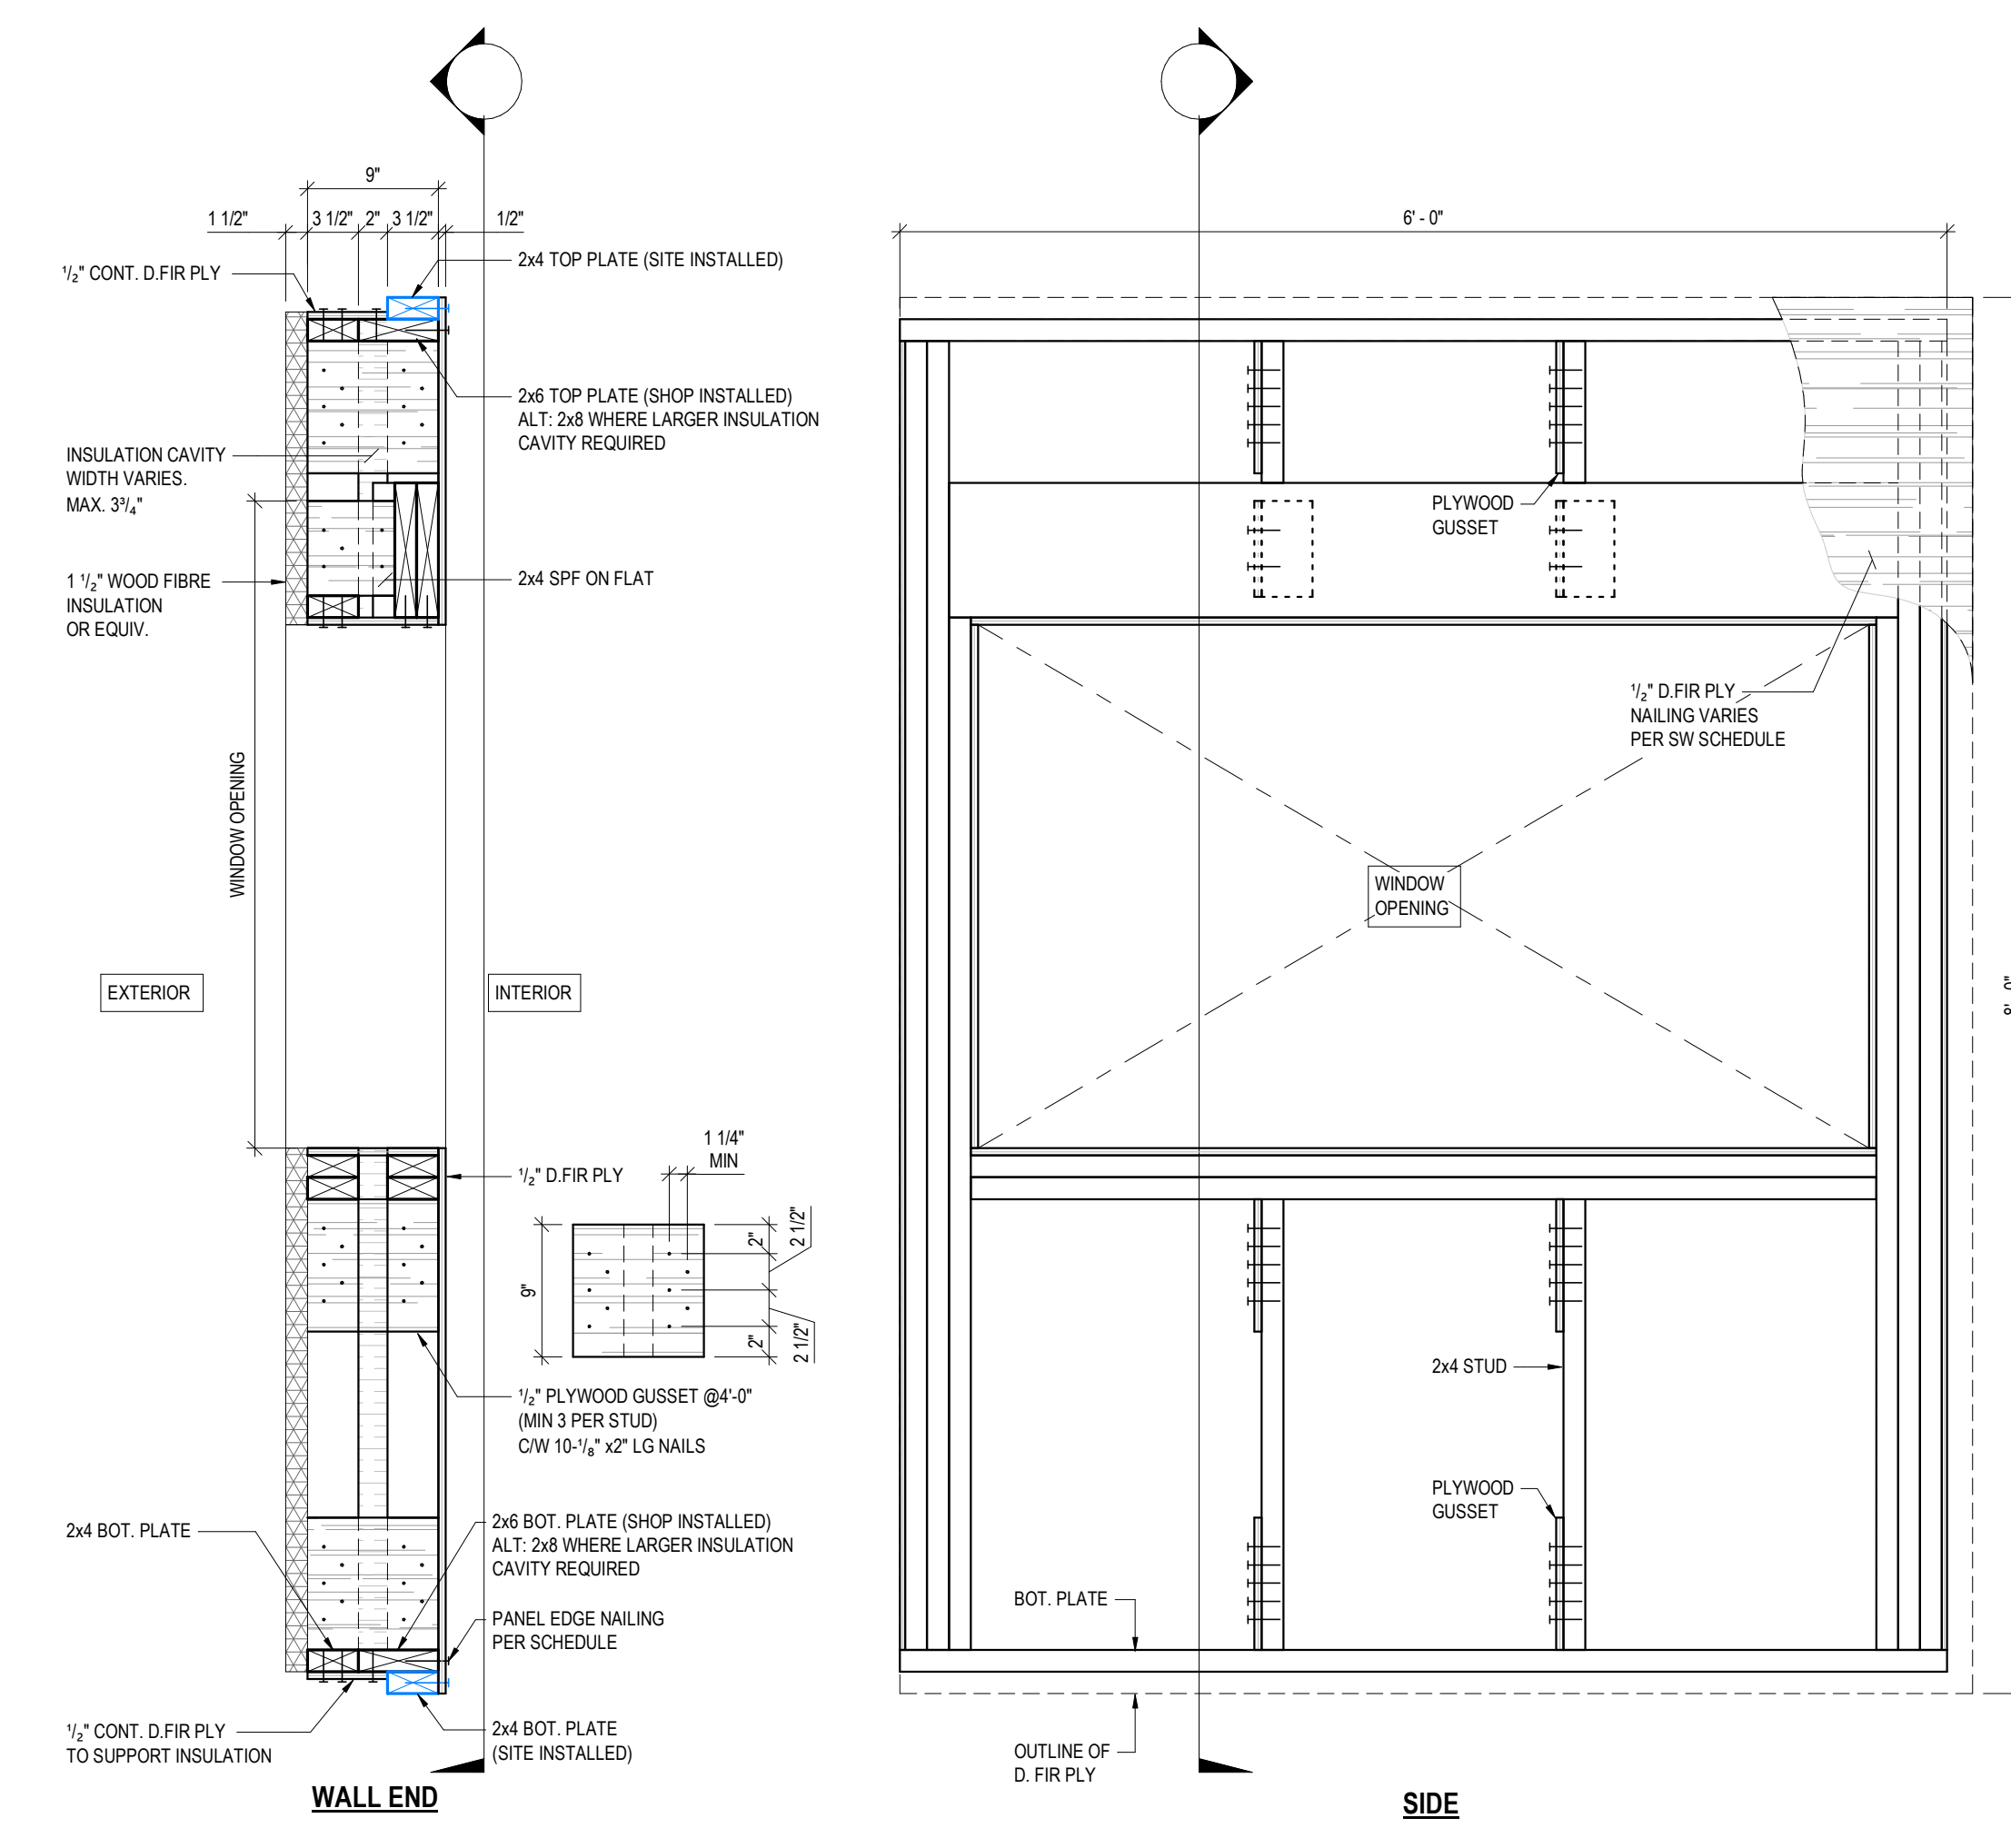 9"
1 1/2"
3 1/2"
2"
3 1/2"
1/2"
1/2" CONT. D.FIR PLY
2x4 TOP PLATE (SITE INSTALLED)
2x6 TOP PLATE (SHOP INSTALLED)
ALT: 2x8 WHERE LARGER INSULATION
CAVITY REQUIRED
INSULATION CAVITY
WIDTH VARIES.
MAX. 3 3/4"
1 1/2" WOOD FIBRE
INSULATION
OR EQUIV.
2x4 SPF ON FLAT
WINDOW OPENING
EXTERIOR
INTERIOR
1/2" D.FIR PLY
1 1/4"
MIN
9"
2"
2 1/2"
2 1/2"
2"
1/2" PLYWOOD GUSSET @4'-0"
(MIN 3 PER STUD)
C/W 10-1/8" x2" LG NAILS
2x4 BOT. PLATE
2x6 BOT. PLATE (SHOP INSTALLED)
ALT: 2x8 WHERE LARGER INSULATION
CAVITY REQUIRED
PANEL EDGE NAILING
PER SCHEDULE
1/2" CONT. D.FIR PLY
TO SUPPORT INSULATION
2x4 BOT. PLATE
(SITE INSTALLED)
WALL END
6' - 0"
PLYWOOD
GUSSET
1/2" D.FIR PLY
NAILING VARIES
PER SW SCHEDULE
WINDOW
OPENING
8' - 0"
2x4 STUD
PLYWOOD
GUSSET
BOT. PLATE
OUTLINE OF
D. FIR PLY
SIDE